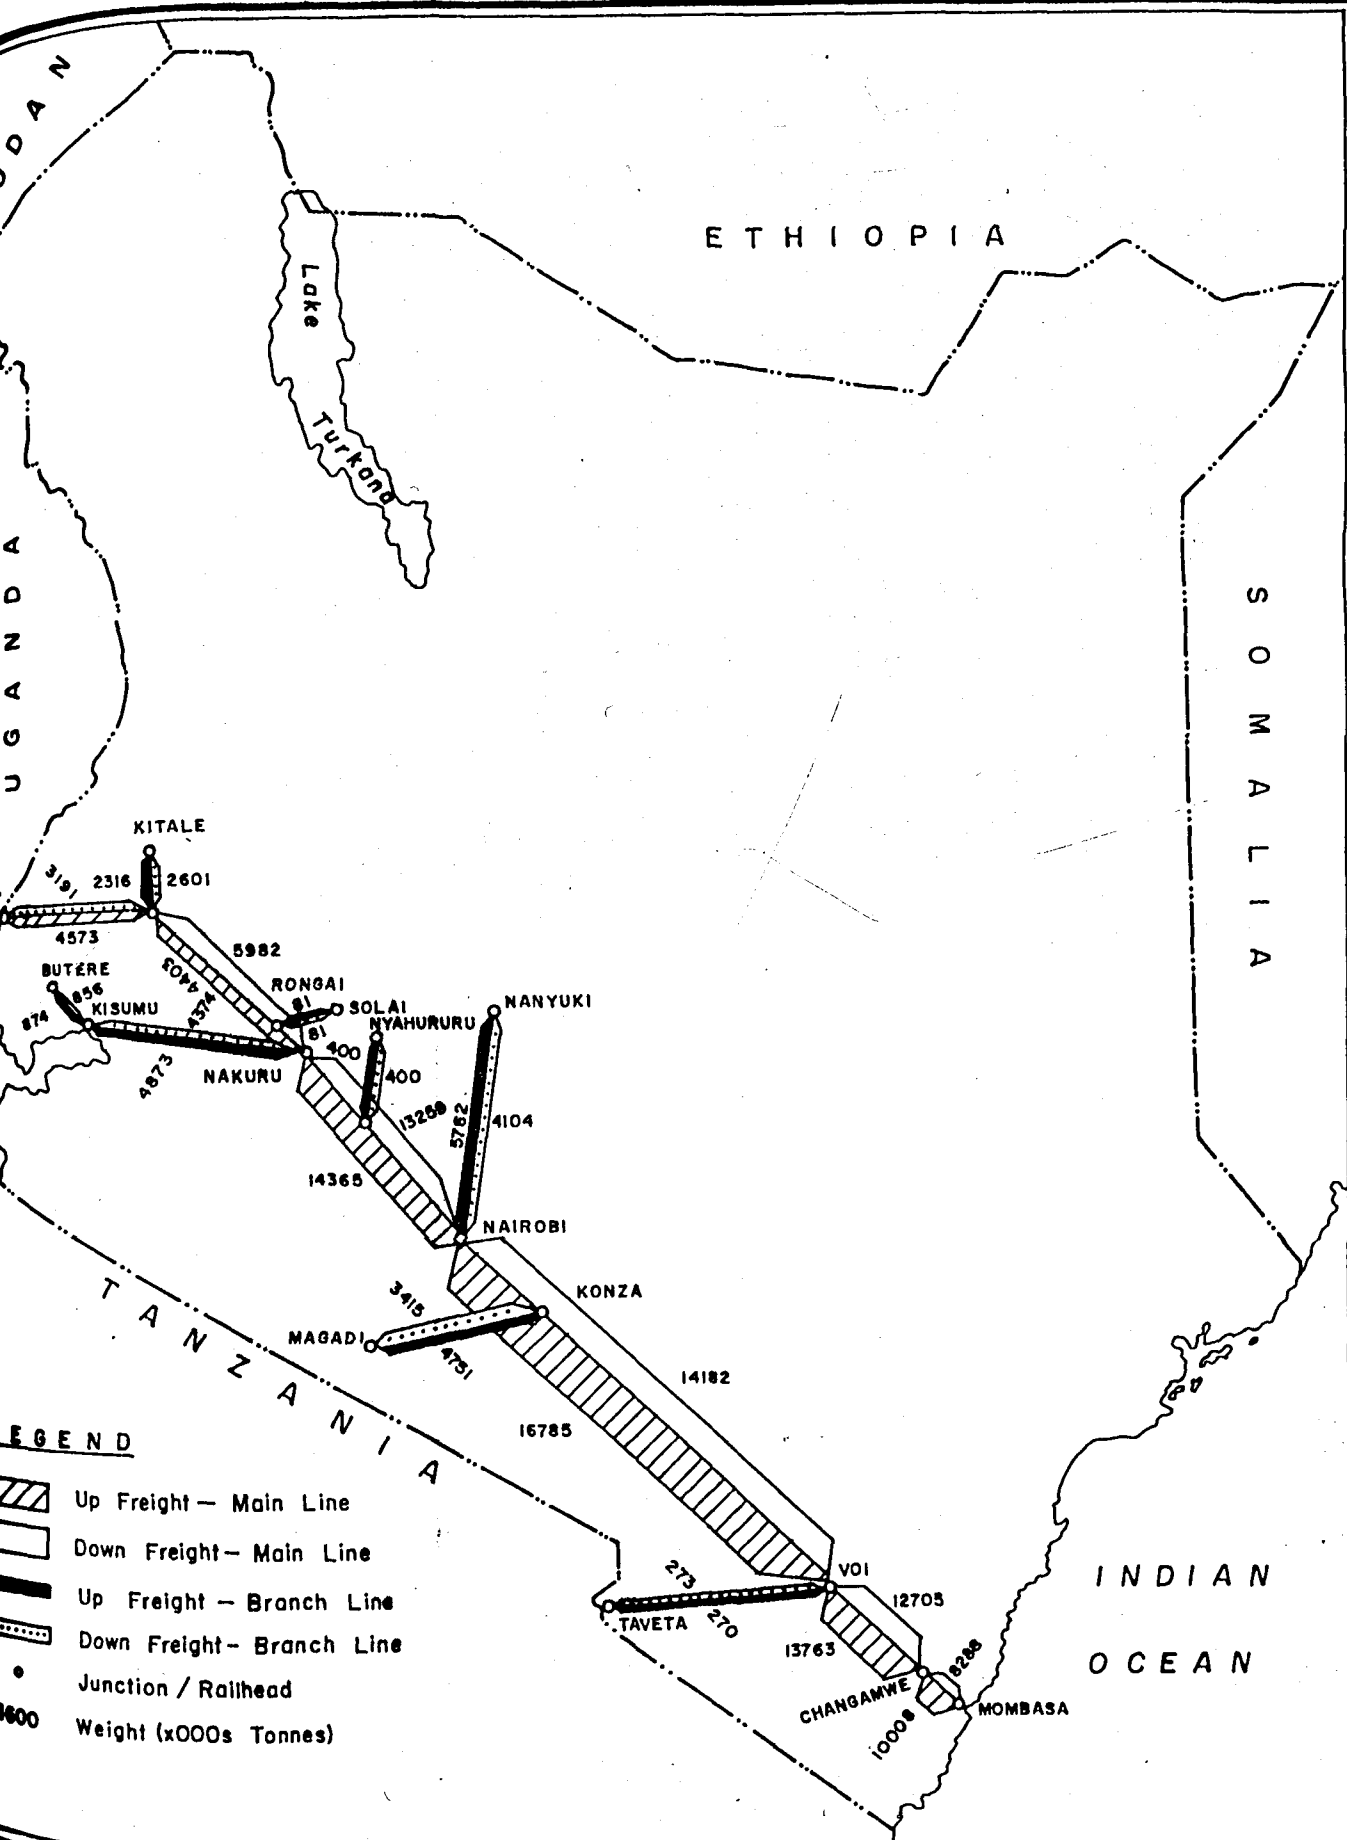 UDAN
ETHIOPIA
Lake
Turkana
UGANDA
SOMALIA
KITALE
3191
2316
2601
4573
5982
BUTERE
856
4403
RONGAI
81
SOLAI
NANYUKI
874
KISUMU
4374
81
NYAHURURU
400
4873
NAKURU
400
13259
5762
4104
14365
NAIROBI
KONZA
3415
MAGADI
4751
14182
16785
TANZANIA
EGEND
Up Freight – Main Line
Down Freight – Main Line
Up Freight – Branch Line
Down Freight – Branch Line
Junction / Railhead
Weight (x000s Tonnes)
273
VOI
TAVETA
270
12705
13763
8288
CHANGAMWE
MOMBASA
10008
INDIAN
OCEAN